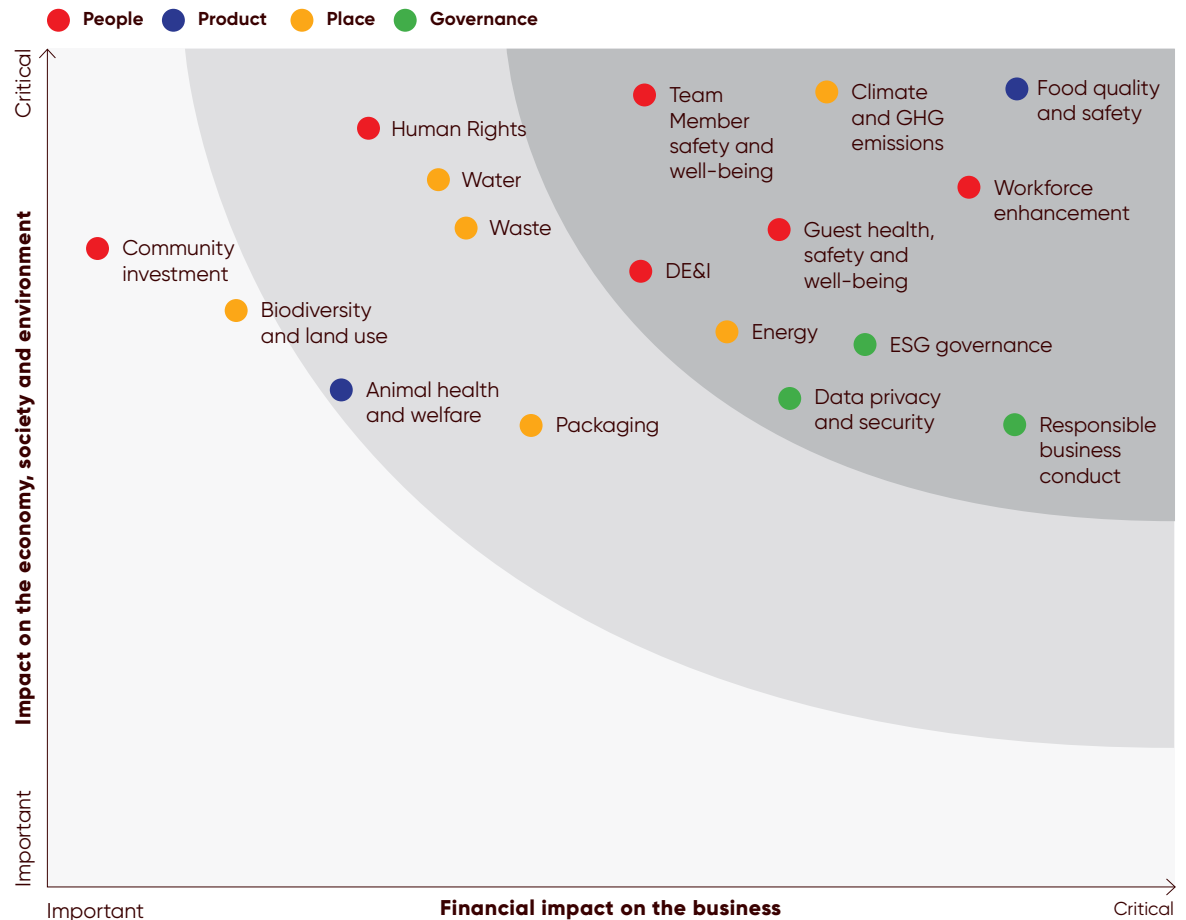 People Product Place Governance
Critical
Impact on the economy, society and environment
Important
Team
Member
safety and
well-being
Climate
and GHG
emissions
Food quality
and safety
Human Rights
Water
Workforce
enhancement
Waste
Guest health,
safety and
well-being
Community
investment
DE&I
Biodiversity
and land use
Energy
ESG governance
Animal health
and welfare
Data privacy
and security
Packaging
Responsible
business
conduct
Important
Financial impact on the business
Critical